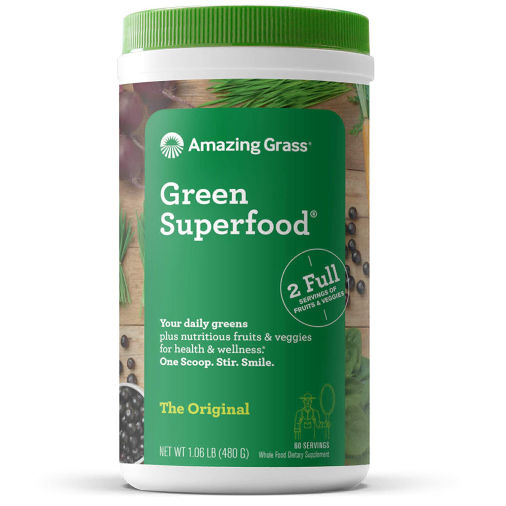 Amazing Grass®
Green
Superfood®
2 Full
SERVINGS OF
FRUITS & VEGGIES
Your daily greens
plus nutritious fruits & veggies
for health & wellness.*
One Scoop. Stir. Smile.
The Original
60 SERVINGS
NET WT 1.06 LB (480 G)
Whole Food Dietary Supplement